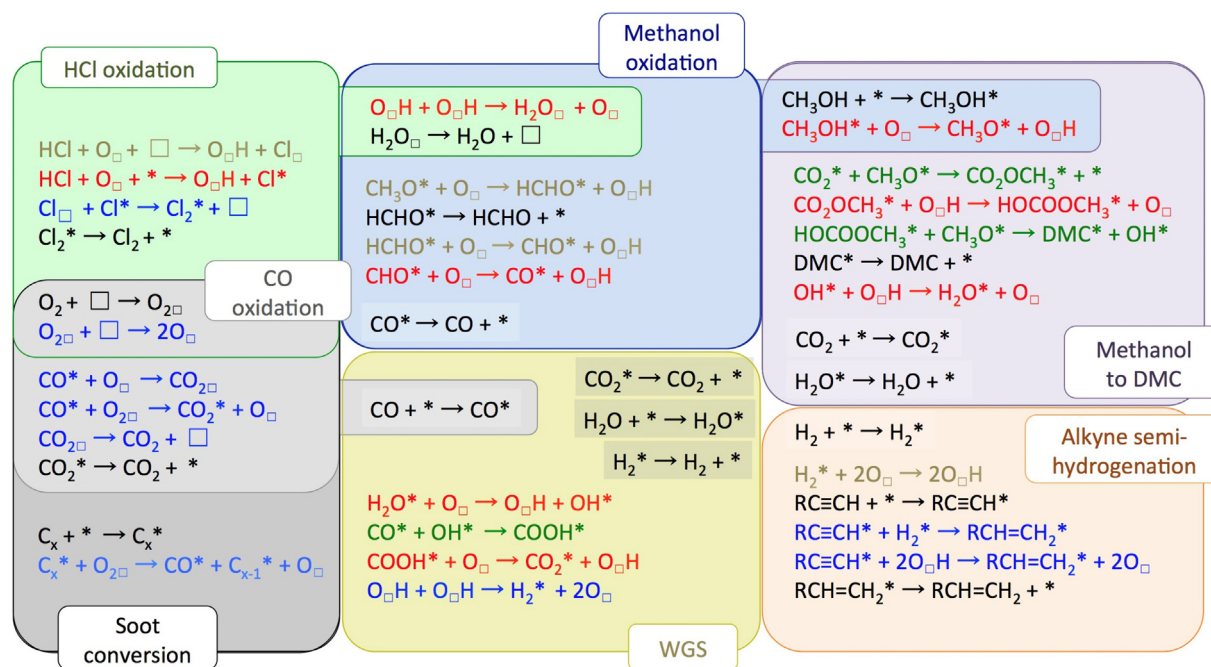 HCl oxidation
HCl + O□ + □ → O□H + Cl□
HCl + O□ + * → O□H + Cl*
Cl□ + Cl* → Cl₂* + □
Cl₂* → Cl₂ + *
CO
oxidation
O₂ + □ → O₂□
O₂□ + □ → 2O□
CO* + O□ → CO₂□
CO* + O₂□ → CO₂* + O□
CO₂□ → CO₂ + □
CO₂* → CO₂ + *
Cₓ + * → Cₓ*
Cₓ* + O₂□ → CO* + Cₓ₋₁* + O□
Soot
conversion
Methanol
oxidation
O□H + O□H → H₂O□ + O□
H₂O□ → H₂O + □
CH₃O* + O□ → HCHO* + O□H
HCHO* → HCHO + *
HCHO* + O□ → CHO* + O□H
CHO* + O□ → CO* + O□H
CO* → CO + *
CO₂* → CO₂ + *
CO + * → CO*
H₂O + * → H₂O*
H₂* → H₂ + *
H₂O* + O□ → O□H + OH*
CO* + OH* → COOH*
COOH* + O□ → CO₂* + O□H
O□H + O□H → H₂* + 2O□
WGS
CH₃OH + * → CH₃OH*
CH₃OH* + O□ → CH₃O* + O□H
CO₂* + CH₃O* → CO₂OCH₃* + *
CO₂OCH₃* + O□H → HOCOOCH₃* + O□
HOCOOCH₃* + CH₃O* → DMC* + OH*
DMC* → DMC + *
OH* + O□H → H₂O* + O□
CO₂ + * → CO₂*
H₂O* → H₂O + *
Methanol
to DMC
H₂ + * → H₂*
Alkyne semi-
hydrogenation
H₂* + 2O□ → 2O□H
RC≡CH + * → RC≡CH*
RC≡CH* + H₂* → RCH=CH₂*
RC≡CH* + 2O□H → RCH=CH₂* + 2O□
RCH=CH₂* → RCH=CH₂ + *